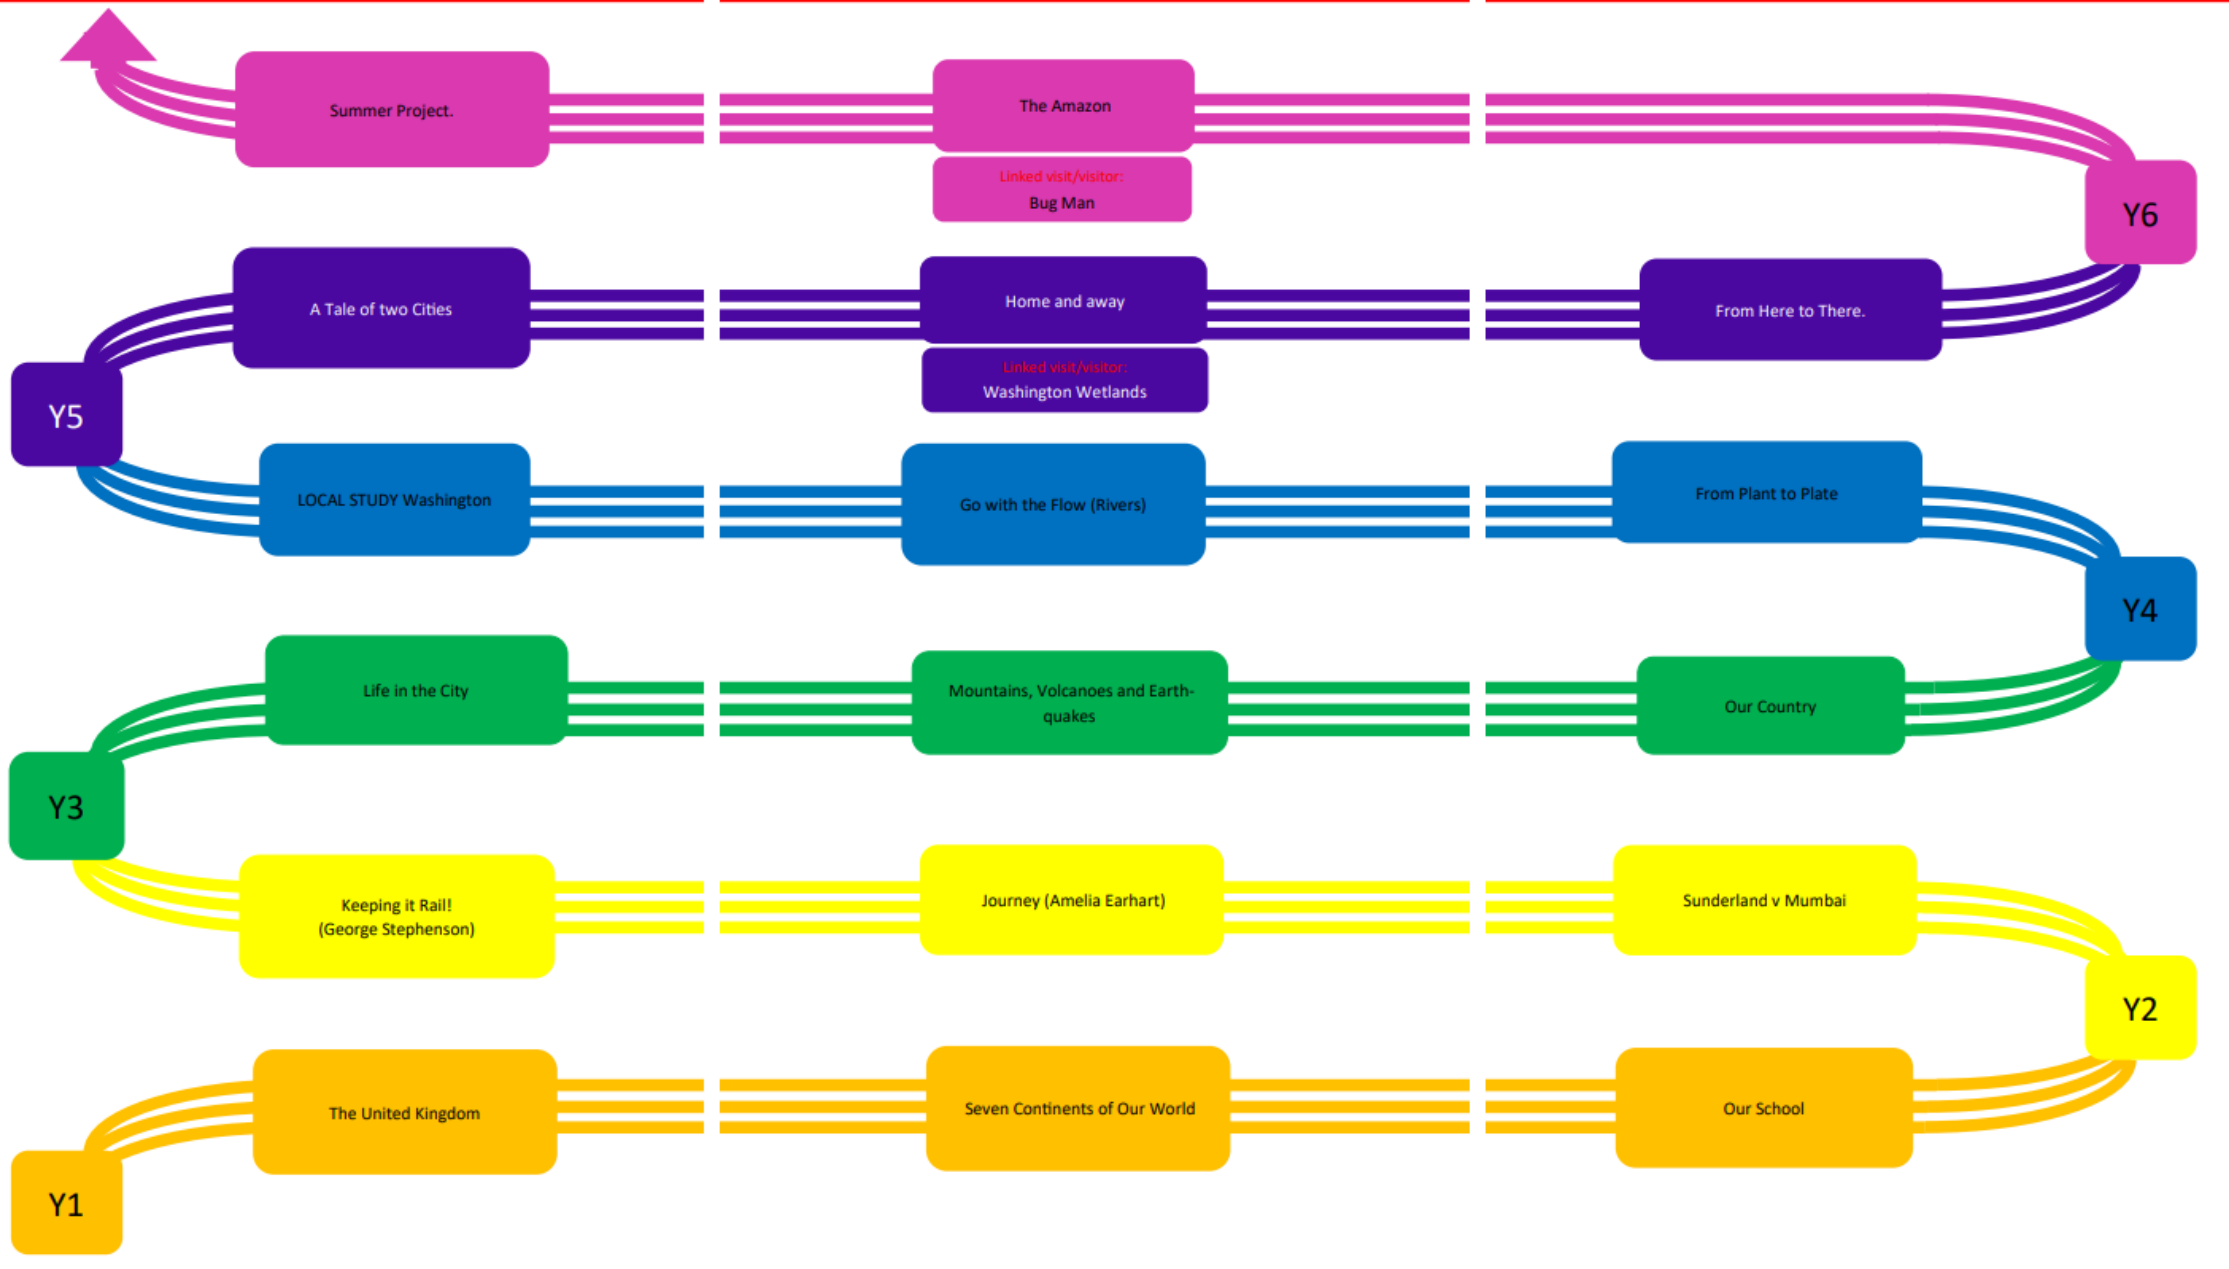 Summer Project.
The Amazon
Linked visit/visitor:
Bug Man
Y6
A Tale of two Cities
Home and away
From Here to There.
Linked visit/visitor:
Washington Wetlands
Y5
LOCAL STUDY Washington
Go with the Flow (Rivers)
From Plant to Plate
Y4
Life in the City
Mountains, Volcanoes and Earth-
quakes
Our Country
Y3
Keeping it Rail!
(George Stephenson)
Journey (Amelia Earhart)
Sunderland v Mumbai
Y2
The United Kingdom
Seven Continents of Our World
Our School
Y1